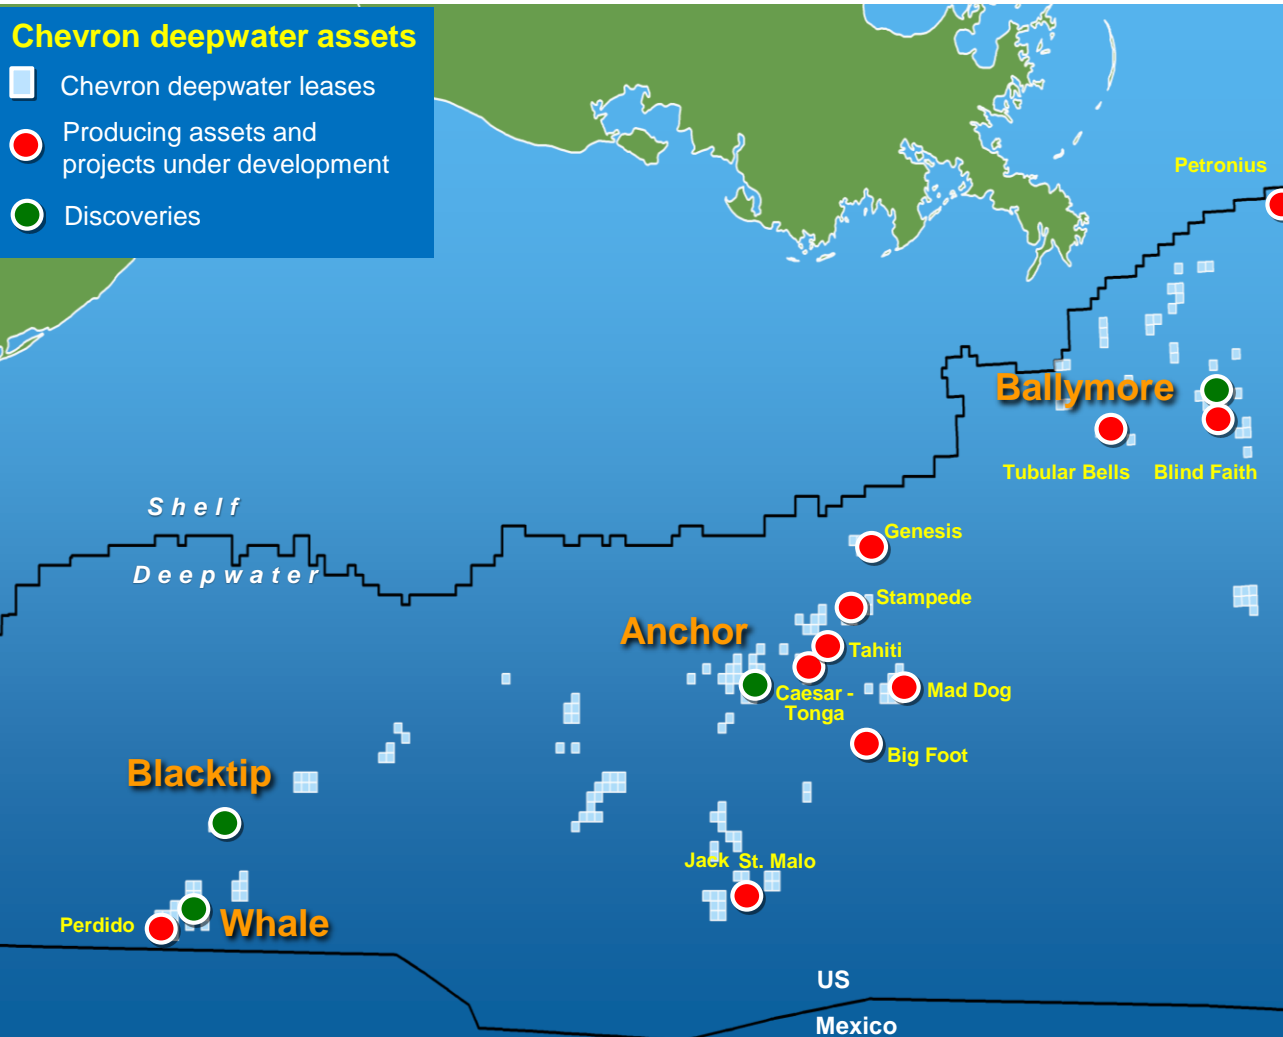 Chevron deepwater assets
Chevron deepwater leases
Producing assets and
projects under development
Discoveries
Petronius
Ballymore
Tubular Bells
Blind Faith
Shelf
Deepwater
Genesis
Stampede
Anchor
Tahiti
Caesar -
Tonga
Mad Dog
Big Foot
Blacktip
Jack St. Malo
Perdido
Whale
US
Mexico